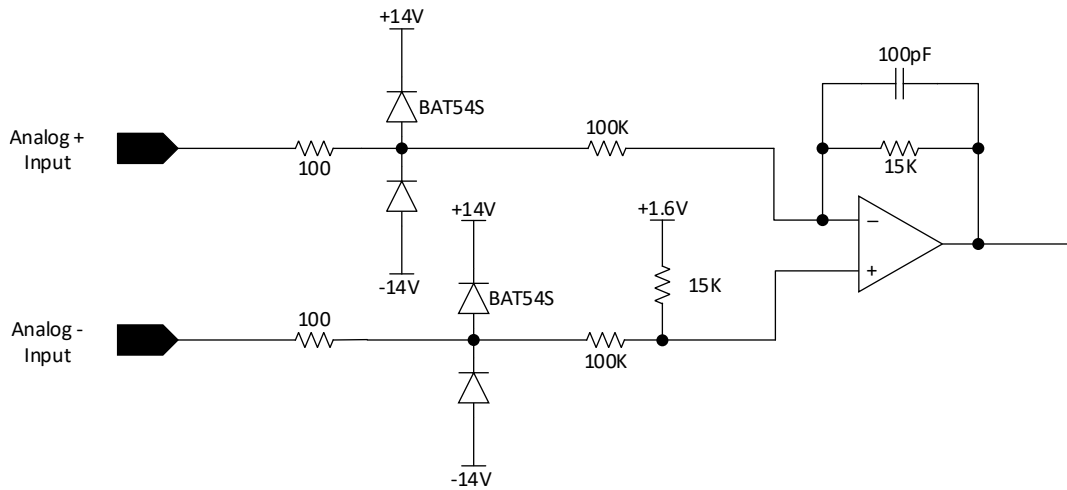 +14V
100pF
BAT54S
Analog +
Input
100
100K
15K
+14V
+1.6V
−
+
-14V
BAT54S
15K
Analog -
Input
100
100K
-14V